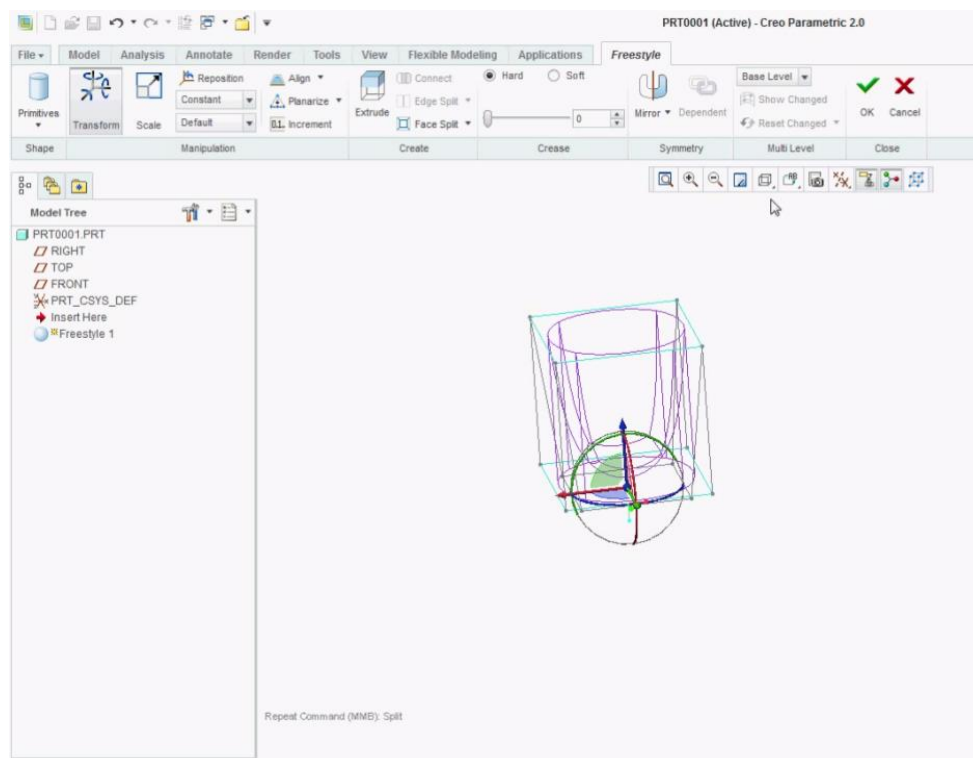 PRT0001 (Active) - Creo Parametric 2.0
File Model Analysis Annotate Render Tools View Flexible Modeling Applications Freestyle
Primitives
Transform
Scale
Reposition
Constant
Default
Align
Planarize
0.1. Increment
Extrude
Connect
Edge Split
Face Split
Hard Soft
0
Mirror
Dependent
Base Level
Show Changed
Reset Changed
OK Cancel
Shape Manipulation Create Crease Symmetry Multi Level Close
Model Tree
PRT0001.PRT
RIGHT
TOP
FRONT
PRT_CSYS_DEF
Insert Here
Freestyle 1
Repeat Command (MMB): Split